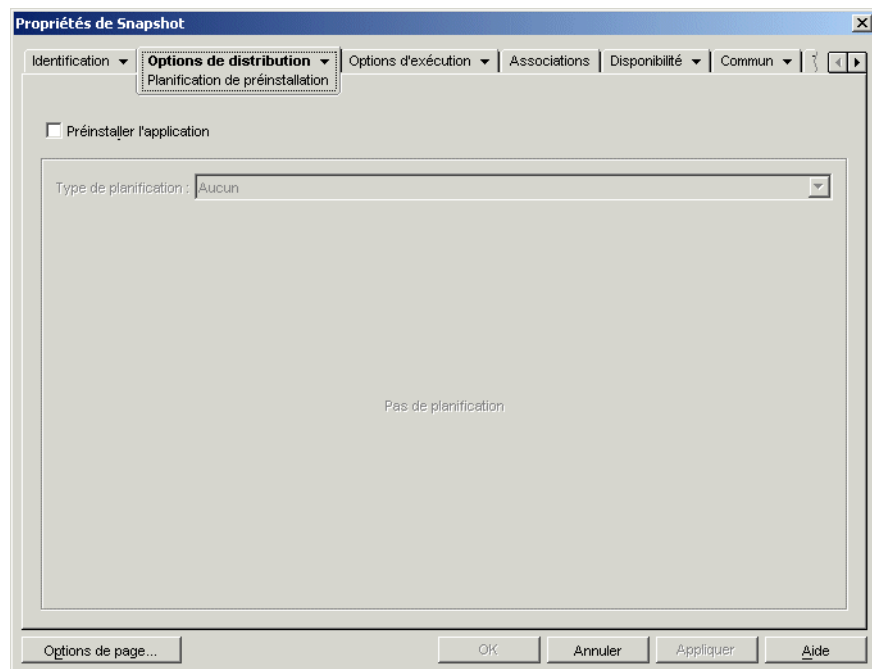 Propriétés de Snapshot
Identification
Options de distribution
Options d'exécution
Associations
Disponibilité
Commun
Planification de préinstallation
Préinstaller l'application
Type de planification : Aucun
Pas de planification
Options de page...
OK
Annuler
Appliquer
Aide